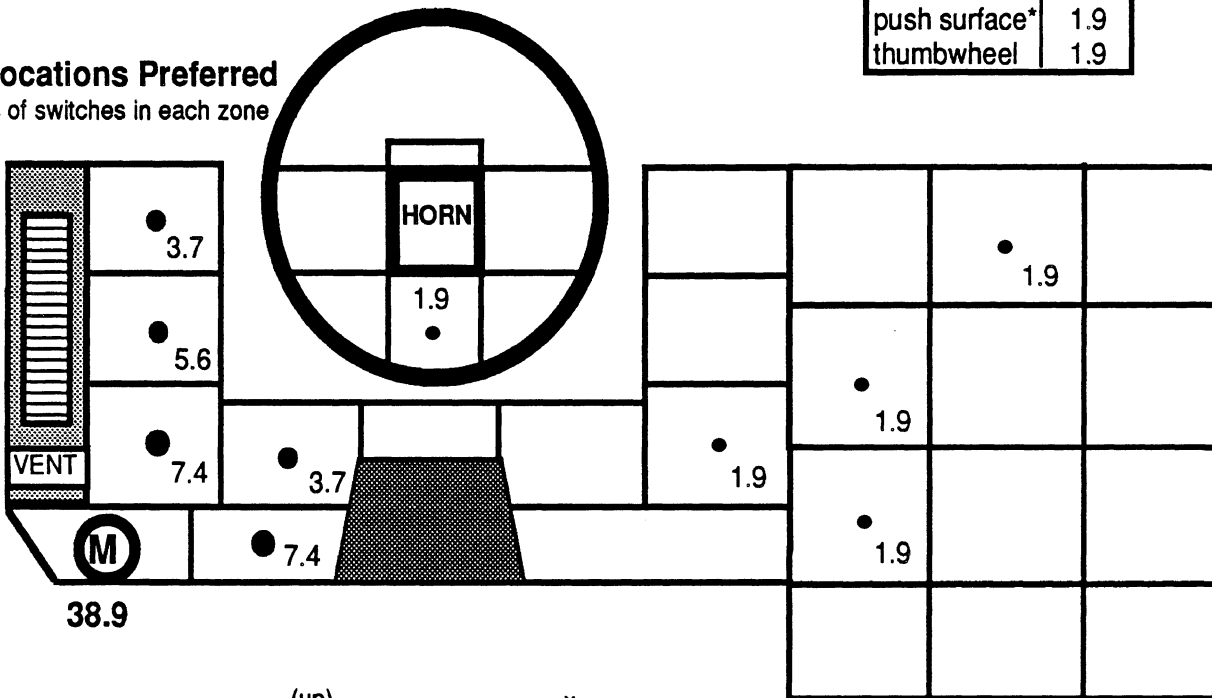 push surface* 1.9
thumbwheel 1.9
ocations Preferred
of switches in each zone
HORN
3.7
1.9
1.9
5.6
1.9
VENT
7.4
3.7
1.9
1.9
M
7.4
38.9